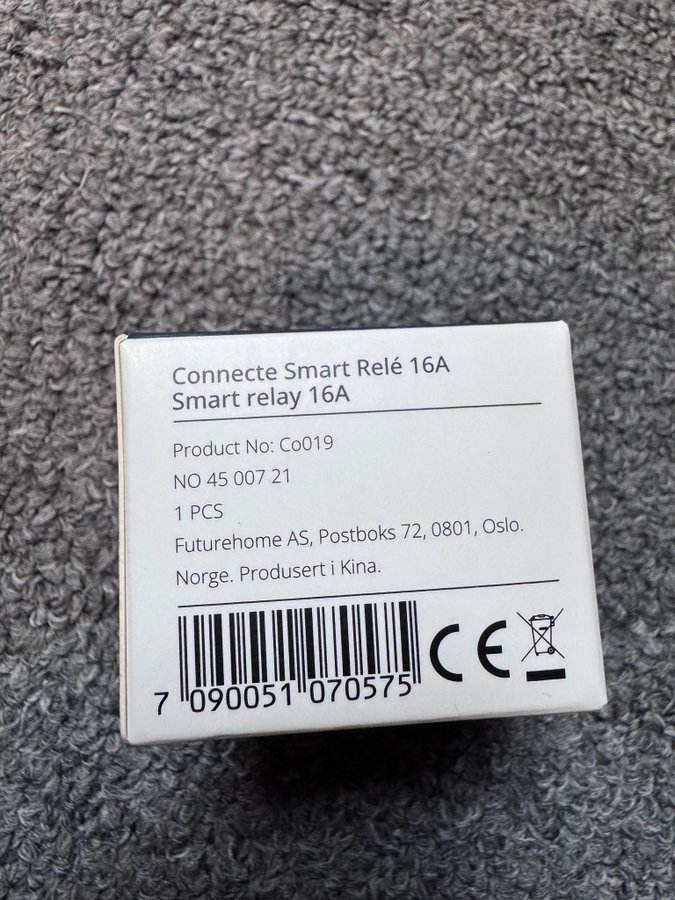 Connecte Smart Relé 16A
Smart relay 16A
Product No: Co019
NO 45 007 21
1 PCS
Futurehome AS, Postboks 72, 0801, Oslo.
Norge. Produsert i Kina.
7 090051 070575
CE